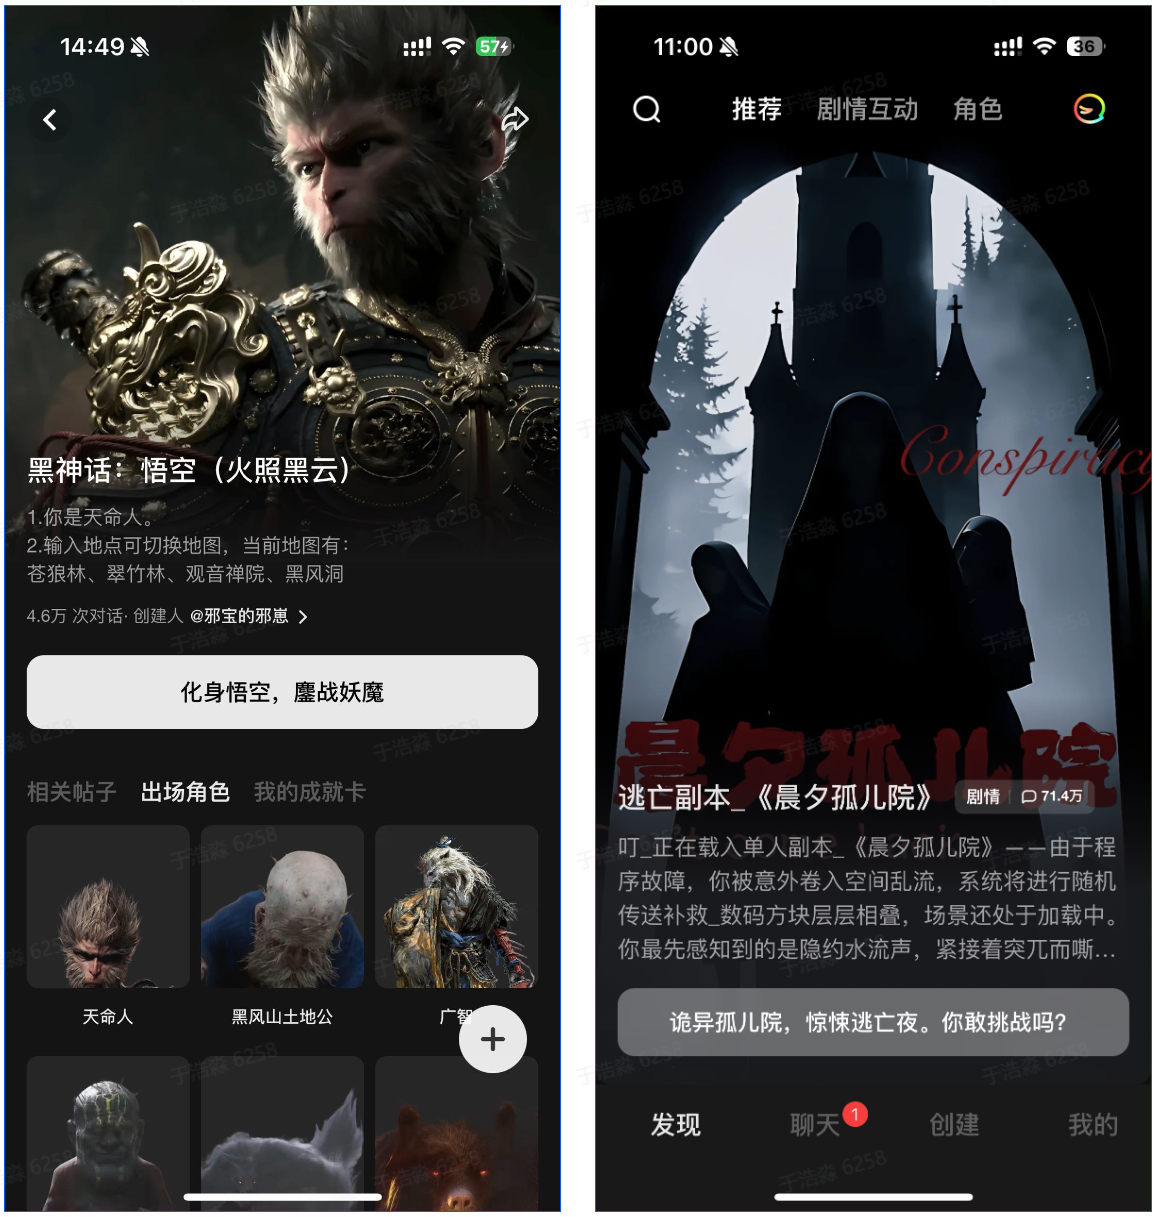 14:49
57
黑神话：悟空（火照黑云）
1.你是天命人。
2.输入地点可切换地图，当前地图有：
苍狼林、翠竹林、观音禅院、黑风洞
4.6万 次对话· 创建人 @邪宝的邪崽
化身悟空，鏖战妖魔
相关帖子 出场角色 我的成就卡
天命人 黑风山土地公 广智
11:00
36
推荐 剧情互动 角色
Conspiracy
晨夕孤儿院
逃亡副本_《晨夕孤儿院》 剧情 71.4万
叮_正在载入单人副本_《晨夕孤儿院》——由于程
序故障，你被意外卷入空间乱流，系统将进行随机
传送补救_数码方块层层相叠，场景还处于加载中。
你最先感知到的是隐约水流声，紧接着突兀而嘶...
诡异孤儿院，惊悚逃亡夜。你敢挑战吗？
发现 聊天 1 创建 我的
于浩淼 6258